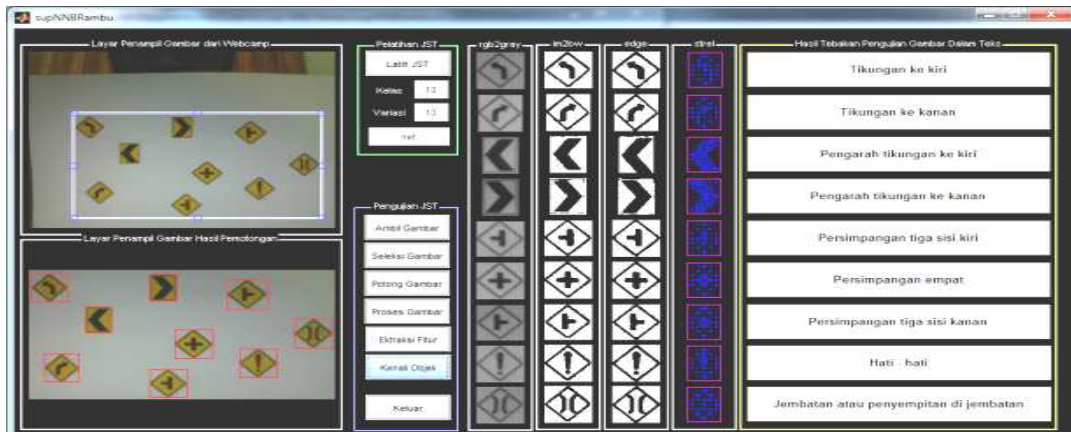 supNNBRambu
Layar Penampil Gambar dari Webcamp
Layar Penampil Gambar Hasil Pemotongan
Pelatihan JST
Latih JST
Kelas 10
Variasi 10
net
Pengujian JST
Ambil Gambar
Seleksi Gambar
Potong Gambar
Proses Gambar
Ektraksi Fitur
Kenali Objek
Keluar
rgb2gray
im2bw
edge
strel
Hasil Tebakan Pengujian Gambar Dalam Teks
Tikungan ke kiri
Tikungan ke kanan
Pengarah tikungan ke kiri
Pengarah tikungan ke kanan
Persimpangan tiga sisi kiri
Persimpangan empat
Persimpangan tiga sisi kanan
Hati - hati
Jembatan atau penyempitan di jembatan